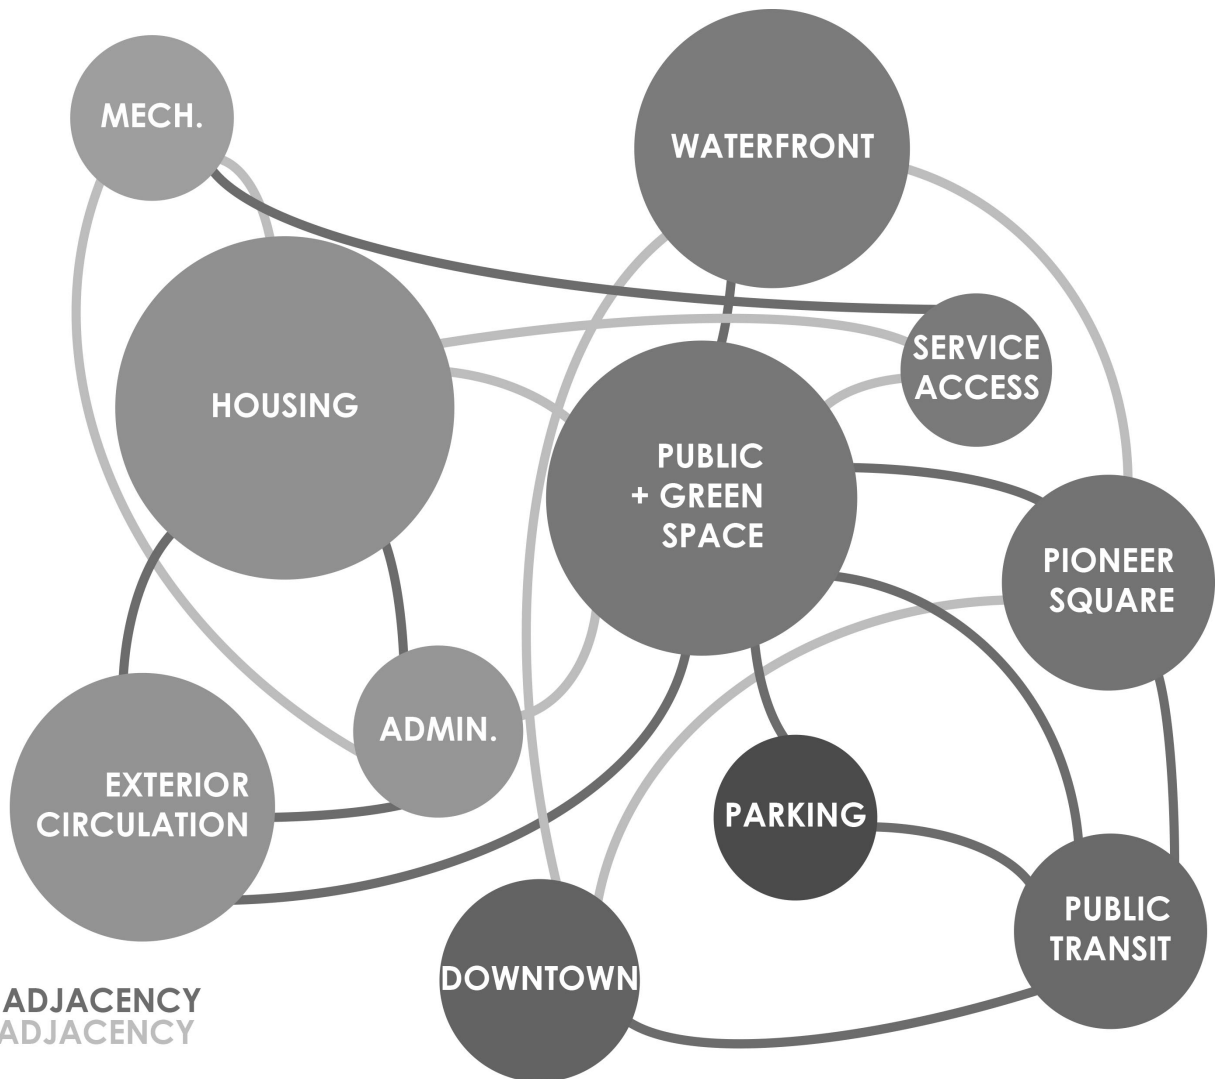 MECH.
WATERFRONT
SERVICE
ACCESS
HOUSING
PUBLIC
+ GREEN
SPACE
PIONEER
SQUARE
ADMIN.
EXTERIOR
CIRCULATION
PARKING
PUBLIC
TRANSIT
DOWNTOWN
ADJACENCY
ADJACENCY